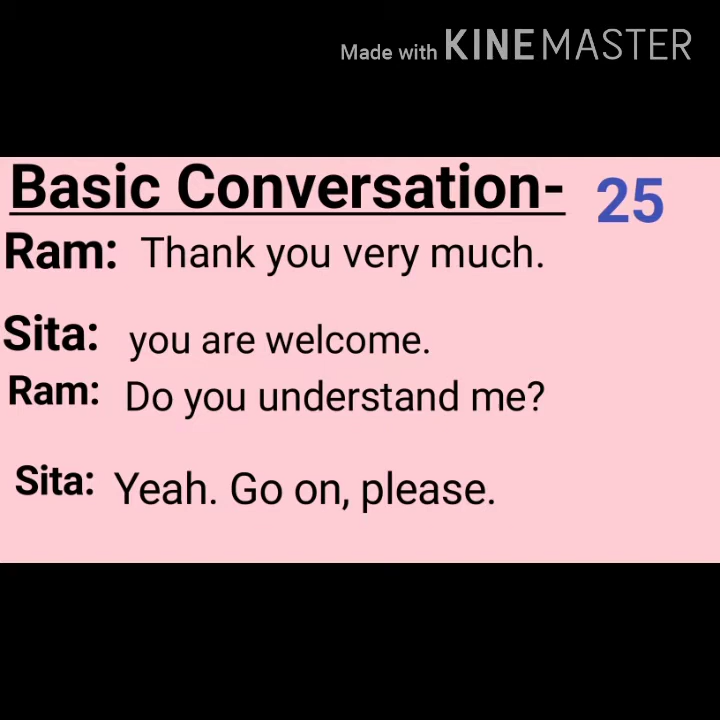 Made with KINEMASTER
Basic Conversation- 25
Ram: Thank you very much.
Sita: you are welcome.
Ram: Do you understand me?
Sita: Yeah. Go on, please.